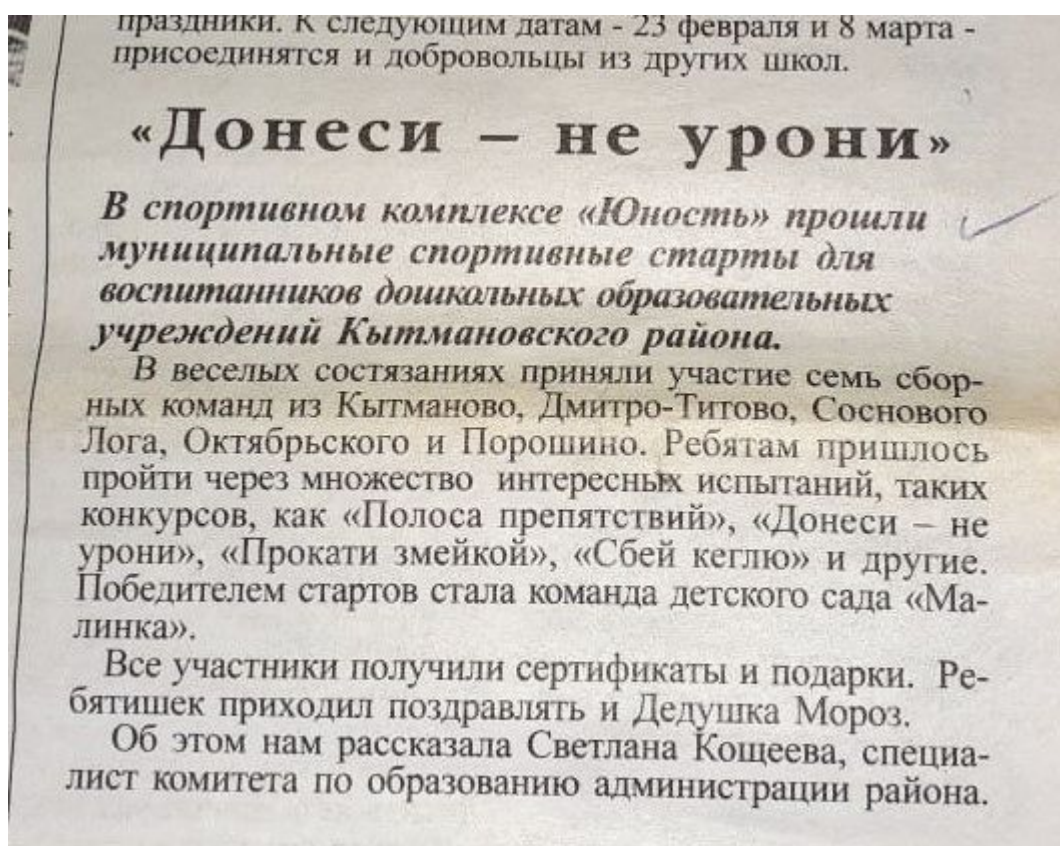 праздники. К следующим датам - 23 февраля и 8 марта -
присоединятся и добровольцы из других школ.
«Донеси – не урони»
В спортивном комплексе «Юность» прошли
муниципальные спортивные старты для
воспитанников дошкольных образовательных
учреждений Кытмановского района.
В веселых состязаниях приняли участие семь сбор-
ных команд из Кытманово, Дмитро-Титово, Соснового
Лога, Октябрьского и Порошино. Ребятам пришлось
пройти через множество интересных испытаний, таких
конкурсов, как «Полоса препятствий», «Донеси – не
урони», «Прокати змейкой», «Сбей кеглю» и другие.
Победителем стартов стала команда детского сада «Ма-
линка».
Все участники получили сертификаты и подарки. Ре-
бятишек приходил поздравлять и Дедушка Мороз.
Об этом нам рассказала Светлана Кощеева, специа-
лист комитета по образованию администрации района.